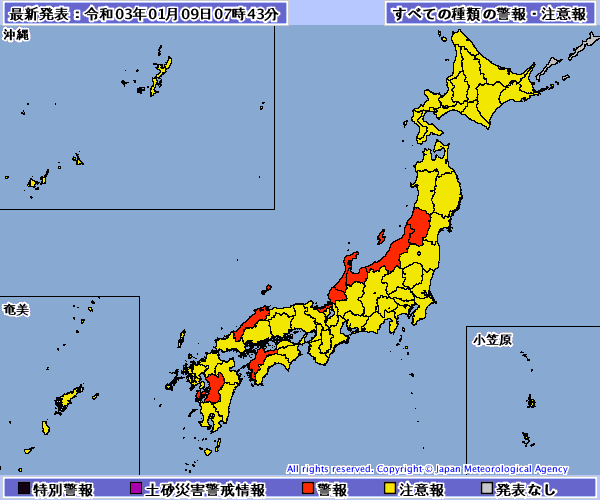 最新発表：令和03年01月09日07時43分
すべての種類の警報・注意報
沖縄
奄美
小笠原
All rights reserved. Copyright © Japan Meteorological Agency
特別警報 土砂災害警戒情報 警報 注意報 発表なし